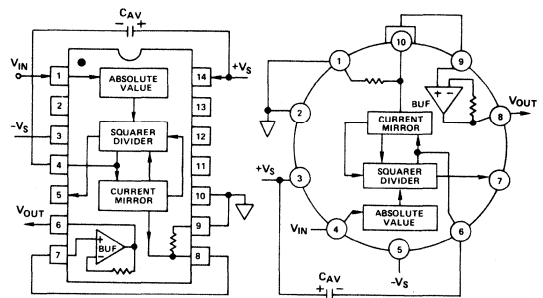 CAV
− +
VIN
+VS
1
ABSOLUTE
VALUE
14
2
13
−VS
3
SQUARER
DIVIDER
12
4
11
5
CURRENT
MIRROR
10
VOUT
6
9
7
+
BUF
−
8
10
1
9
+ −
BUF
8
VOUT
2
CURRENT
MIRROR
+VS
3
SQUARER
DIVIDER
7
ABSOLUTE
VALUE
VIN
4
6
5
−VS
CAV
+ −